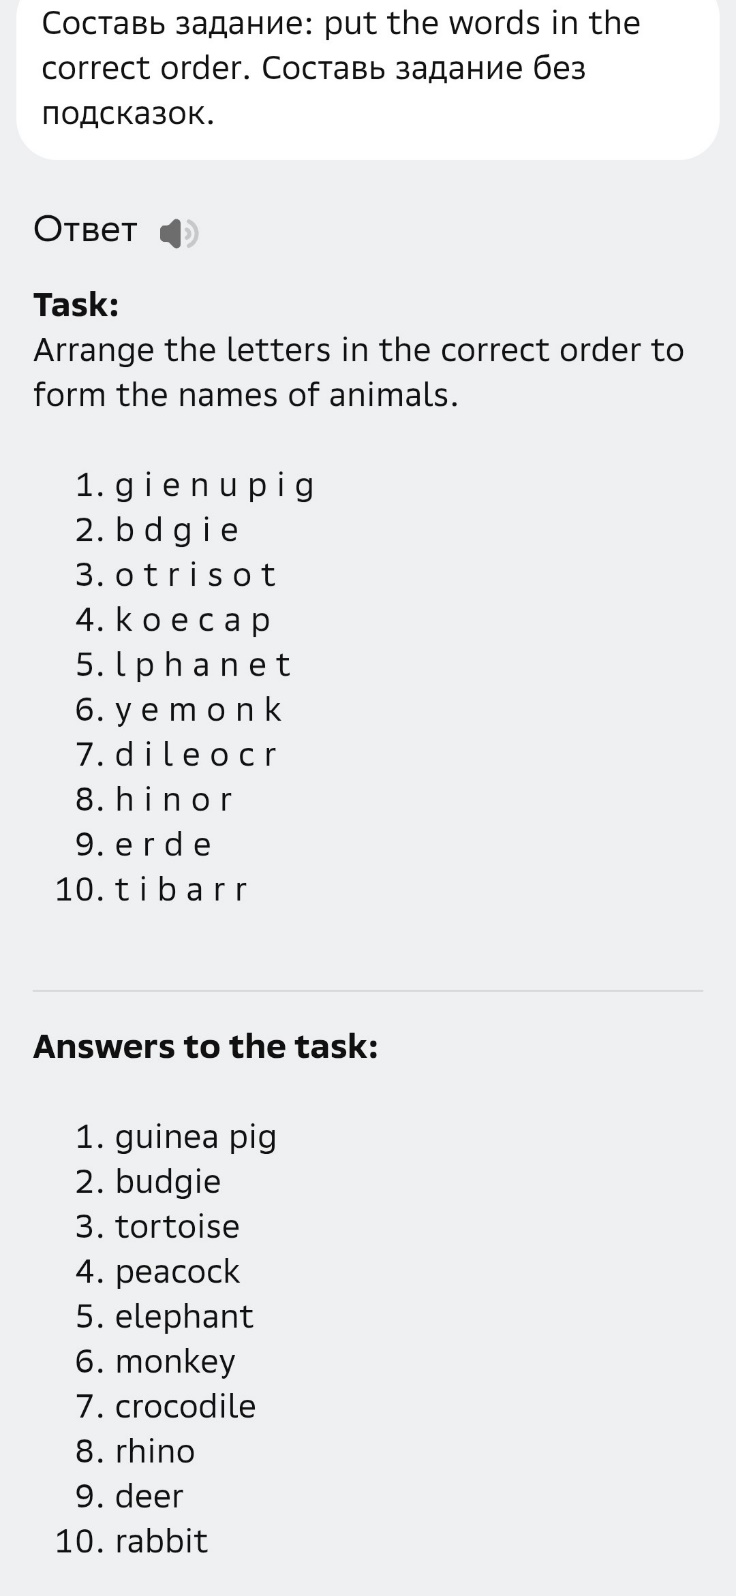 Составь задание: put the words in the
correct order. Составь задание без
подсказок.
Ответ
Task:
Arrange the letters in the correct order to
form the names of animals.
1. g i e n u p i g
2. b d g i e
3. o t r i s o t
4. k o e c a p
5. l p h a n e t
6. y e m o n k
7. d i l e o c r
8. h i n o r
9. e r d e
10. t i b a r r
Answers to the task:
1. guinea pig
2. budgie
3. tortoise
4. peacock
5. elephant
6. monkey
7. crocodile
8. rhino
9. deer
10. rabbit